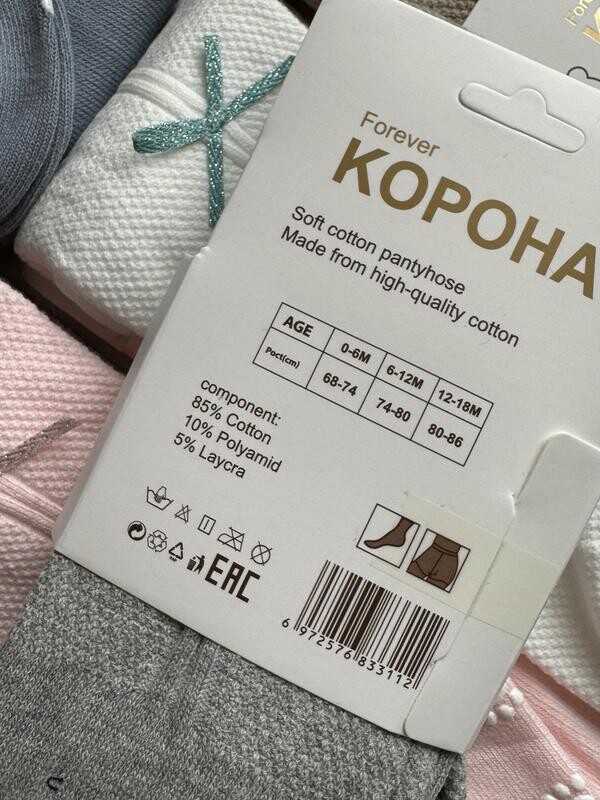 Forever
КОРОНА
Soft cotton pantyhose
Made from high-quality cotton
AGE 0-6M 6-12M 12-18M
Рост(cm) 68-74 74-80 80-86
component:
85% Cotton
10% Polyamid
5% Laycra
EAC
6 972576 833112